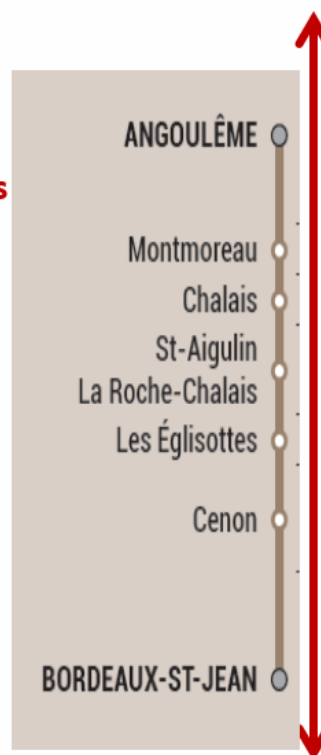 ANGOULÊME
s
Montmoreau
Chalais
St-Aigulin
La Roche-Chalais
Les Églisottes
Cenon
BORDEAUX-ST-JEAN